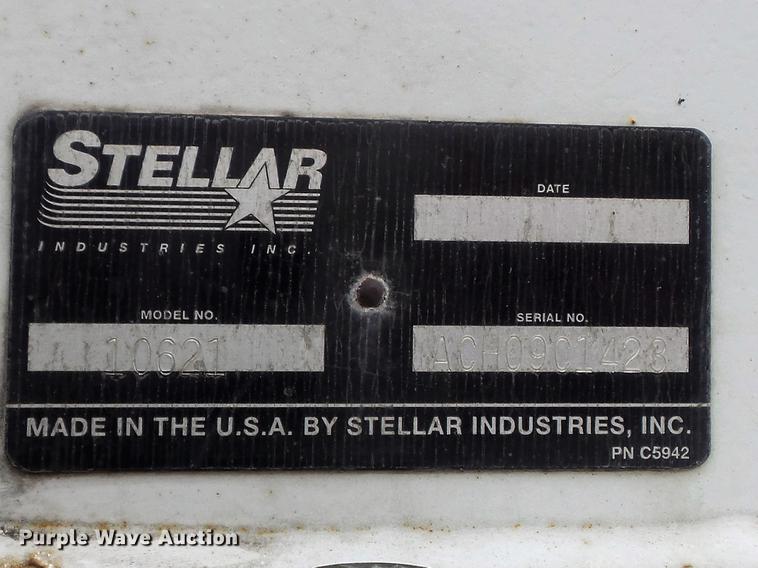 STELLAR
INDUSTRIES INC.
DATE
MODEL NO.
10621
SERIAL NO.
ACH09C1423
MADE IN THE U.S.A. BY STELLAR INDUSTRIES, INC.
PN C5942
Purple Wave Auction